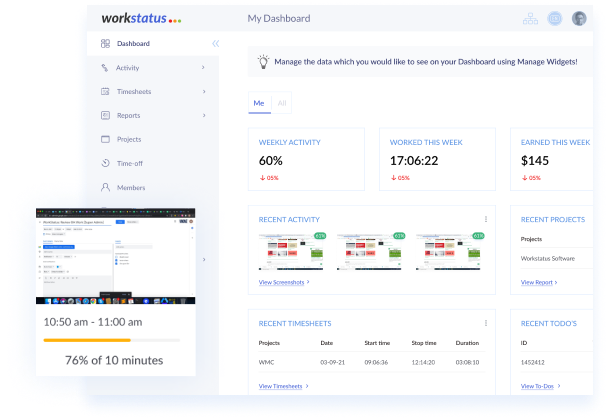 workstatus
My Dashboard
Dashboard
Activity
Timesheets
Reports
Projects
Time-off
Members
Manage the data which you would like to see on your Dashboard using Manage Widgets!
Me All
WEEKLY ACTIVITY
60%
↓ 05%
WORKED THIS WEEK
17:06:22
↓ 05%
EARNED THIS WEEK
$145
↓ 05%
RECENT ACTIVITY
61% 61% 61%
View Screenshots >
RECENT PROJECTS
Projects
Workstatus Software
View Report >
RECENT TIMESHEETS
Projects Date Start time Stop time Duration
WMC 03-09-21 09:06:36 12:14:20 03:08:10
View Timesheets >
RECENT TODO'S
ID
1452412
View To-Dos >
10:50 am - 11:00 am
76% of 10 minutes